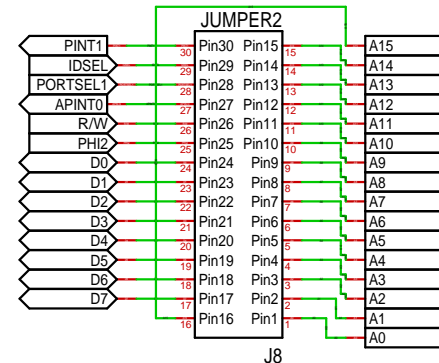 JUMPER2
PINT1 30 Pin30 Pin15 15 A15
IDSEL 29 Pin29 Pin14 14 A14
PORTSEL1 28 Pin28 Pin13 13 A13
APINT0 27 Pin27 Pin12 12 A12
R/W 26 Pin26 Pin11 11 A11
PHI2 25 Pin25 Pin10 10 A10
D0 24 Pin24 Pin9 9 A9
D1 23 Pin23 Pin8 8 A8
D2 22 Pin22 Pin7 7 A7
D3 21 Pin21 Pin6 6 A6
D4 20 Pin20 Pin5 5 A5
D5 19 Pin19 Pin4 4 A4
D6 18 Pin18 Pin3 3 A3
D7 17 Pin17 Pin2 2 A2
16 Pin16 Pin1 1 A1
A0
J8